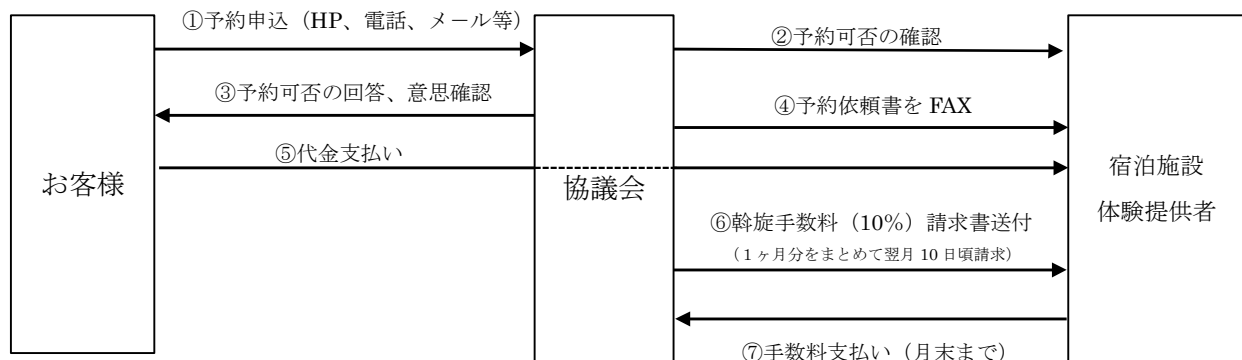 ①予約申込（HP、電話、メール等）
②予約可否の確認
③予約可否の回答、意思確認
④予約依頼書を FAX
⑤代金支払い
お客様
協議会
宿泊施設
体験提供者
⑥斡旋手数料（10%）請求書送付
（１ヶ月分をまとめて翌月 10 日頃請求）
⑦手数料支払い（月末まで）